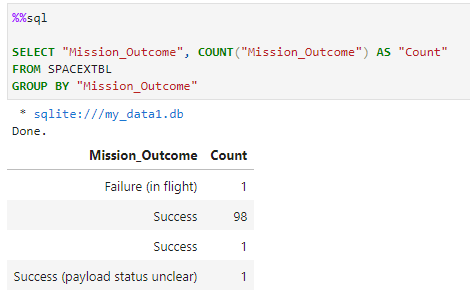 %%sql
SELECT "Mission_Outcome", COUNT("Mission_Outcome") AS "Count"
FROM SPACEXTBL
GROUP BY "Mission_Outcome"
* sqlite:///my_data1.db
Done.
Mission_Outcome Count
Failure (in flight) 1
Success 98
Success 1
Success (payload status unclear) 1